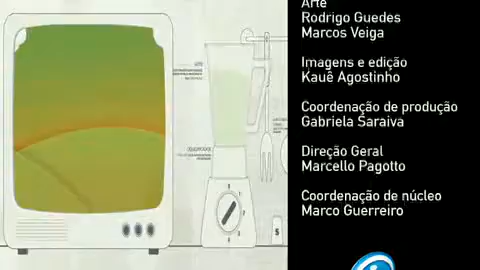 Arte
Rodrigo Guedes
Marcos Veiga
Imagens e edição
Kauê Agostinho
Coordenação de produção
Gabriela Saraiva
Direção Geral
Marcello Pagotto
Coordenação de núcleo
Marco Guerreiro